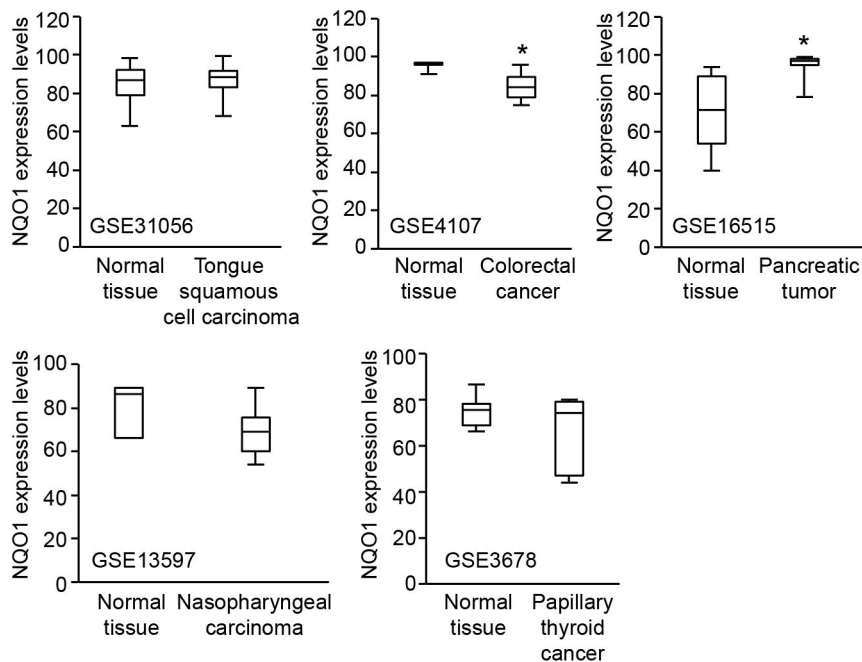 NQO1 expression levels
120
100
80
60
40
20
0
GSE31056
Normal
tissue
Tongue
squamous
cell carcinoma
NQO1 expression levels
120
100
80
60
40
20
0
*
GSE4107
Normal
tissue
Colorectal
cancer
NQO1 expression levels
120
100
80
60
40
20
0
*
GSE16515
Normal
tissue
Pancreatic
tumor
NQO1 expression levels
100
80
60
40
20
0
GSE13597
Normal
tissue
Nasopharyngeal
carcinoma
NQO1 expression levels
100
80
60
40
20
0
GSE3678
Normal
tissue
Papillary
thyroid
cancer